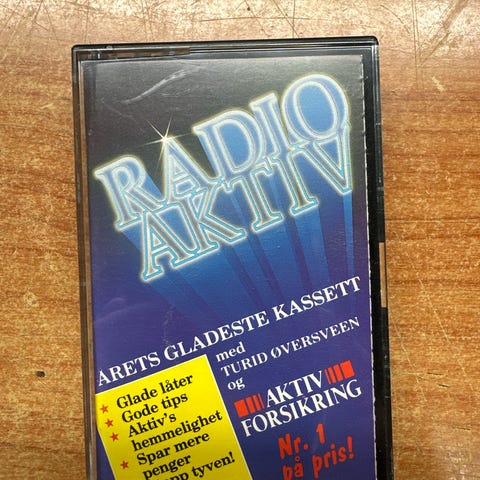 RADIO
AKTIV
ARETS GLADESTE KASSETT
med
TURID ØVERSVEEN
og
AKTIV
FORSIKRING
Nr. 1
på pris!
★ Glade låter
★ Gode tips
★ Aktiv's
hemmelighet
★ Spar mere
penger
tyven!